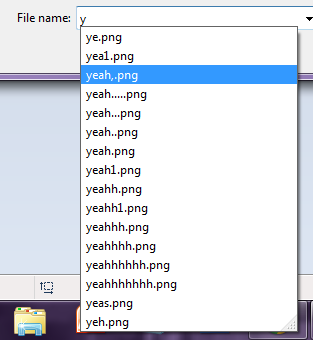 File name: y
ye.png
yea1.png
yeah,.png
yeah.....png
yeah...png
yeah..png
yeah.png
yeah1.png
yeahh.png
yeahh1.png
yeahhh.png
yeahhhh.png
yeahhhhhh.png
yeahhhhhhh.png
yeas.png
yeh.png